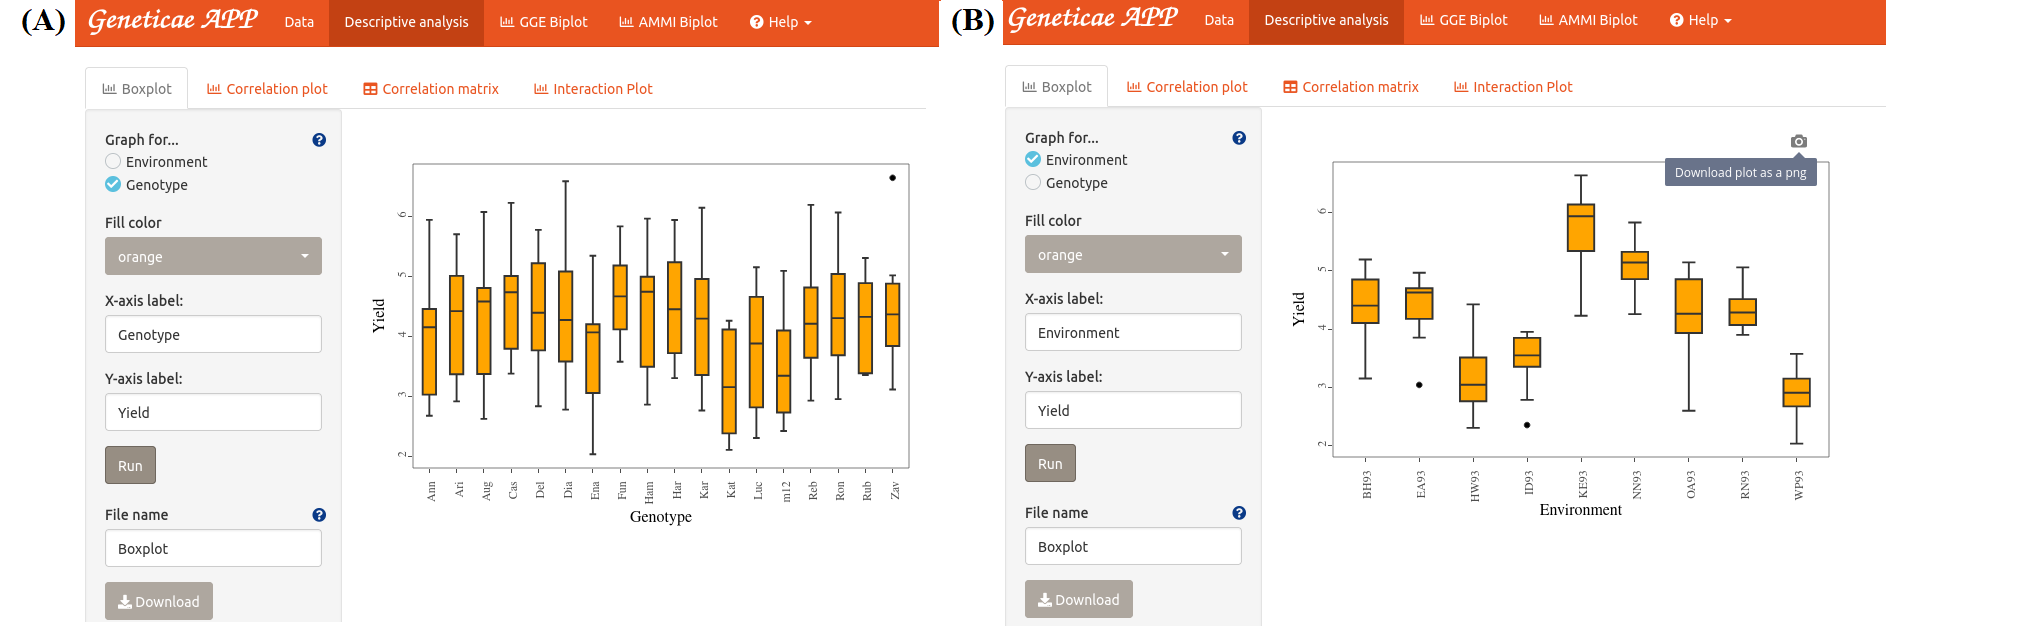 (A)
Geneticae APP Data Descriptive analysis GGE Biplot AMMI Biplot Help
Boxplot Correlation plot Correlation matrix Interaction Plot
Graph for...
Environment
Genotype
Fill color
orange
X-axis label:
Genotype
Y-axis label:
Yield
Run
File name
Boxplot
Download
Yield
6
5
4
3
2
Ann Ari Aug Cas Del Dia Ena Fun Ham Har Kar Kat Luc m12 Reb Ron Rub Zav
Genotype
(B)
Geneticae APP Data Descriptive analysis GGE Biplot AMMI Biplot Help
Boxplot Correlation plot Correlation matrix Interaction Plot
Graph for...
Environment
Genotype
Fill color
orange
X-axis label:
Environment
Y-axis label:
Yield
Run
File name
Boxplot
Download
Download plot as a png
Yield
6
5
4
3
2
BH93 EA93 HW93 ID93 KE93 NN93 OA93 RN93 WP93
Environment